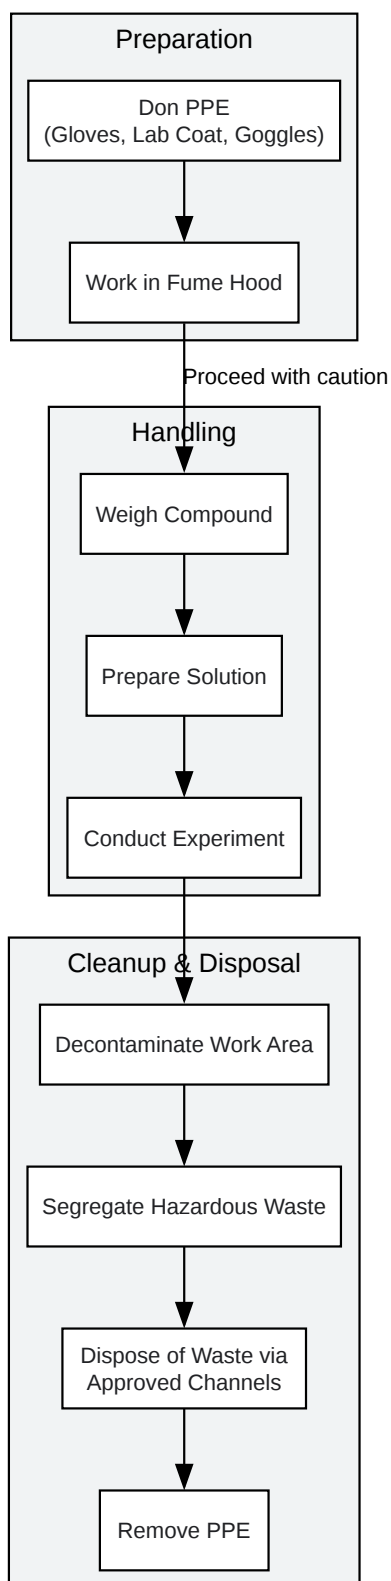 Preparation
Don PPE
(Gloves, Lab Coat, Goggles)
Work in Fume Hood
Proceed with caution
Handling
Weigh Compound
Prepare Solution
Conduct Experiment
Cleanup & Disposal
Decontaminate Work Area
Segregate Hazardous Waste
Dispose of Waste via
Approved Channels
Remove PPE